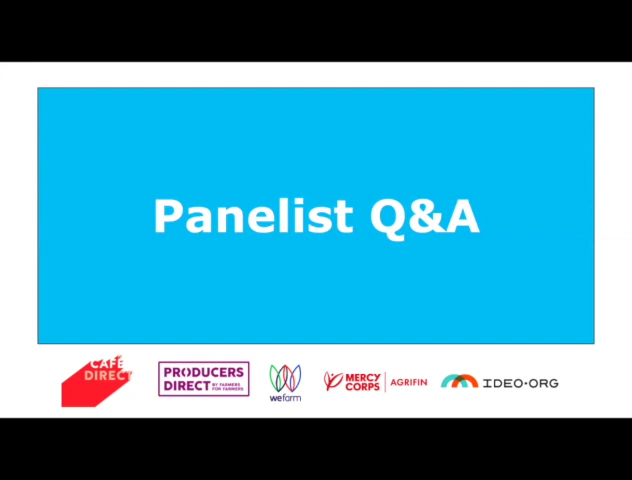 Panelist Q&A
CAFÉ
DIRECT
PRODUCERS
DIRECT
BY FARMERS
FOR FARMERS
wefarm
MERCY
CORPS
AGRIFIN
IDEO.ORG